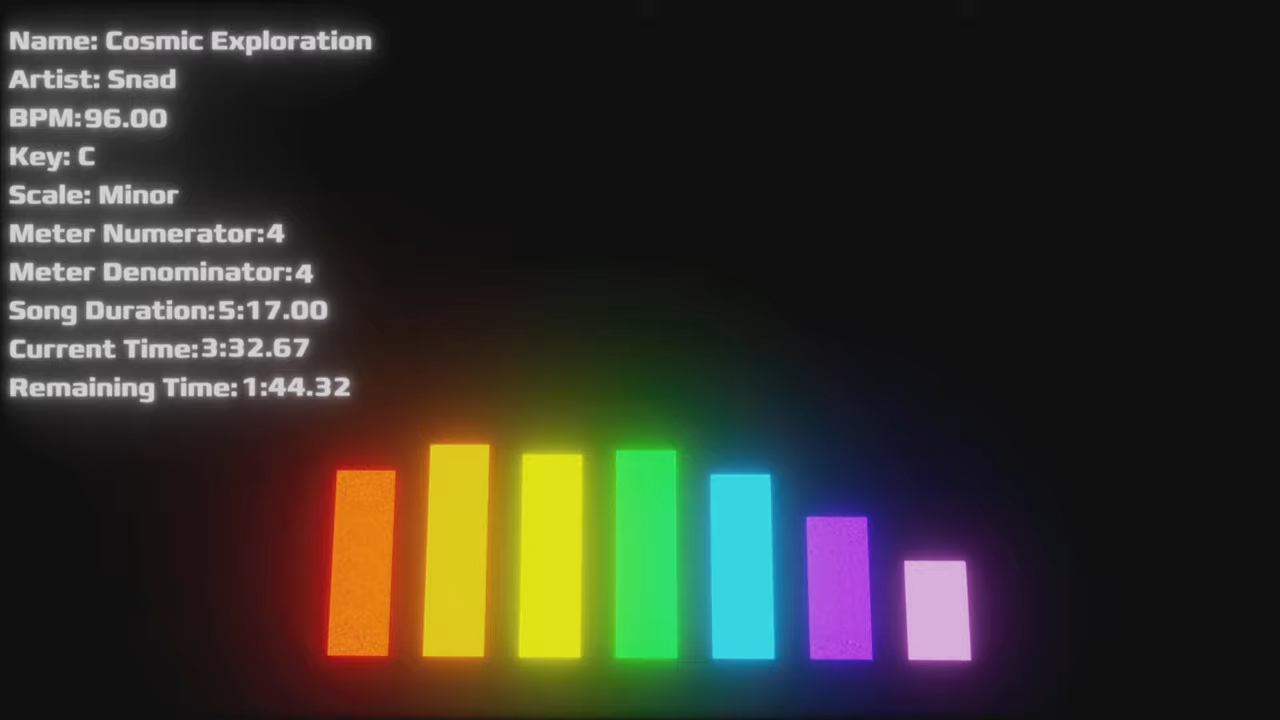 Name: Cosmic Exploration
Artist: Snad
BPM:96.00
Key: C
Scale: Minor
Meter Numerator:4
Meter Denominator:4
Song Duration:5:17.00
Current Time:3:32.67
Remaining Time:1:44.32